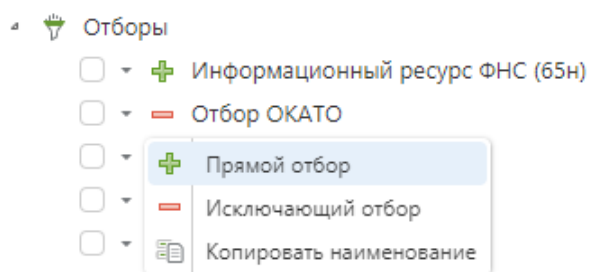 Отборы
Информационный ресурс ФНС (65н)
Отбор ОКАТО
Прямой отбор
Исключающий отбор
Копировать наименование